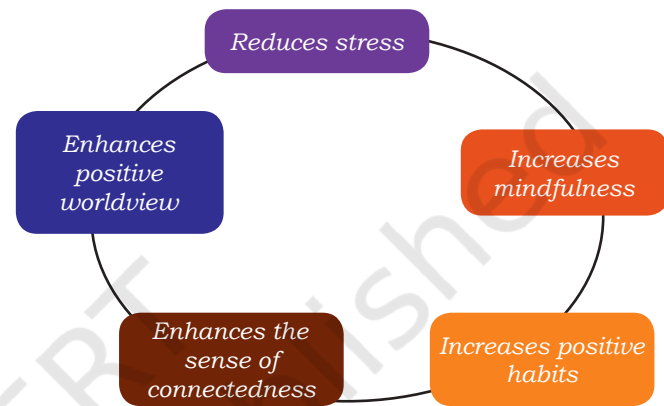 Reduces stress
Increases
mindfulness
Increases positive
habits
Enhances the
sense of
connectedness
Enhances
positive
worldview